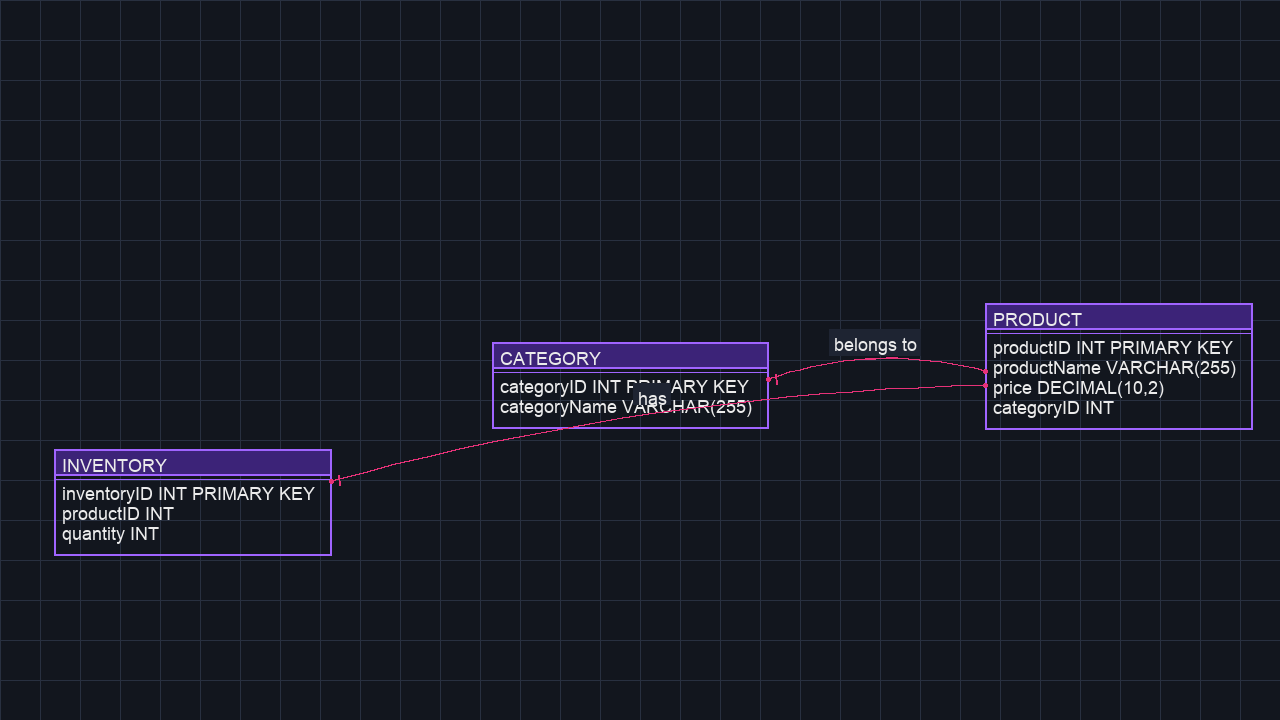 PRODUCT
productID INT PRIMARY KEY
productName VARCHAR(255)
price DECIMAL(10,2)
categoryID INT
belongs to
CATEGORY
categoryID INT PRIMARY KEY
categoryName VARCHAR(255)
has
INVENTORY
inventoryID INT PRIMARY KEY
productID INT
quantity INT